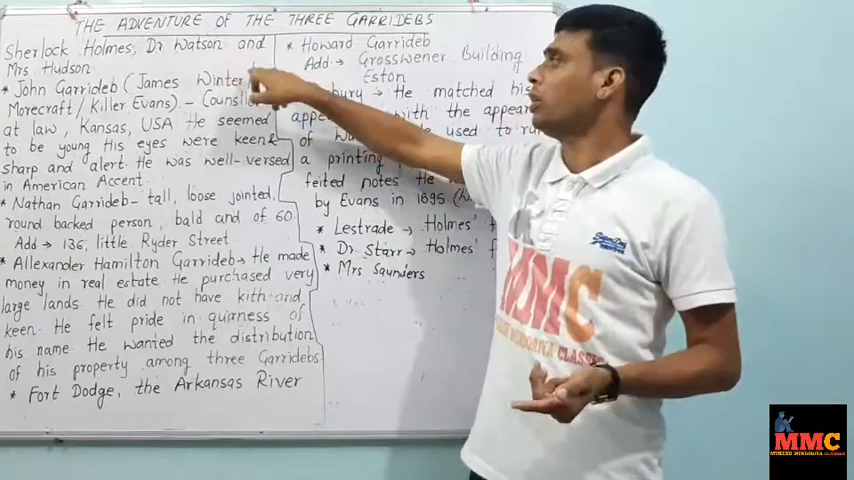 THE ADVENTURE OF THE THREE GARRIDEBS.
Sherlock Holmes, Dr Watson and
Mrs Hudson
* John Garrideb (James Winter
Morecraft/ Killer Evans) - Counsllor
at law, Kansas, USA He seemed
to be young His eyes were keen &
sharp and alert. He was well-versed
in American Accent.
* Nathan Garrideb - tall, loose jointed,
round backed person, bald and of 60.
Add → 136, little Ryder Street
* Allexander Hamilton Garrideb → He made
money in real estate. He purchased very
large lands. He did not have kith and
keen. He felt pride in quirness of
his name. He wanted the distribution
of his property among three Garrideb
* Fort Dodge, the Arkansas River
* Howard Garrideb
Add → Grosswener Building
Eston
bury → He matched his
with the appear
of used to
a printing
feited notes
by Evans in 1895
* Lestrade → Holmes'
* Dr Starr → Holmes'
* Mrs Saunders
MMC
CLASSES
MMC